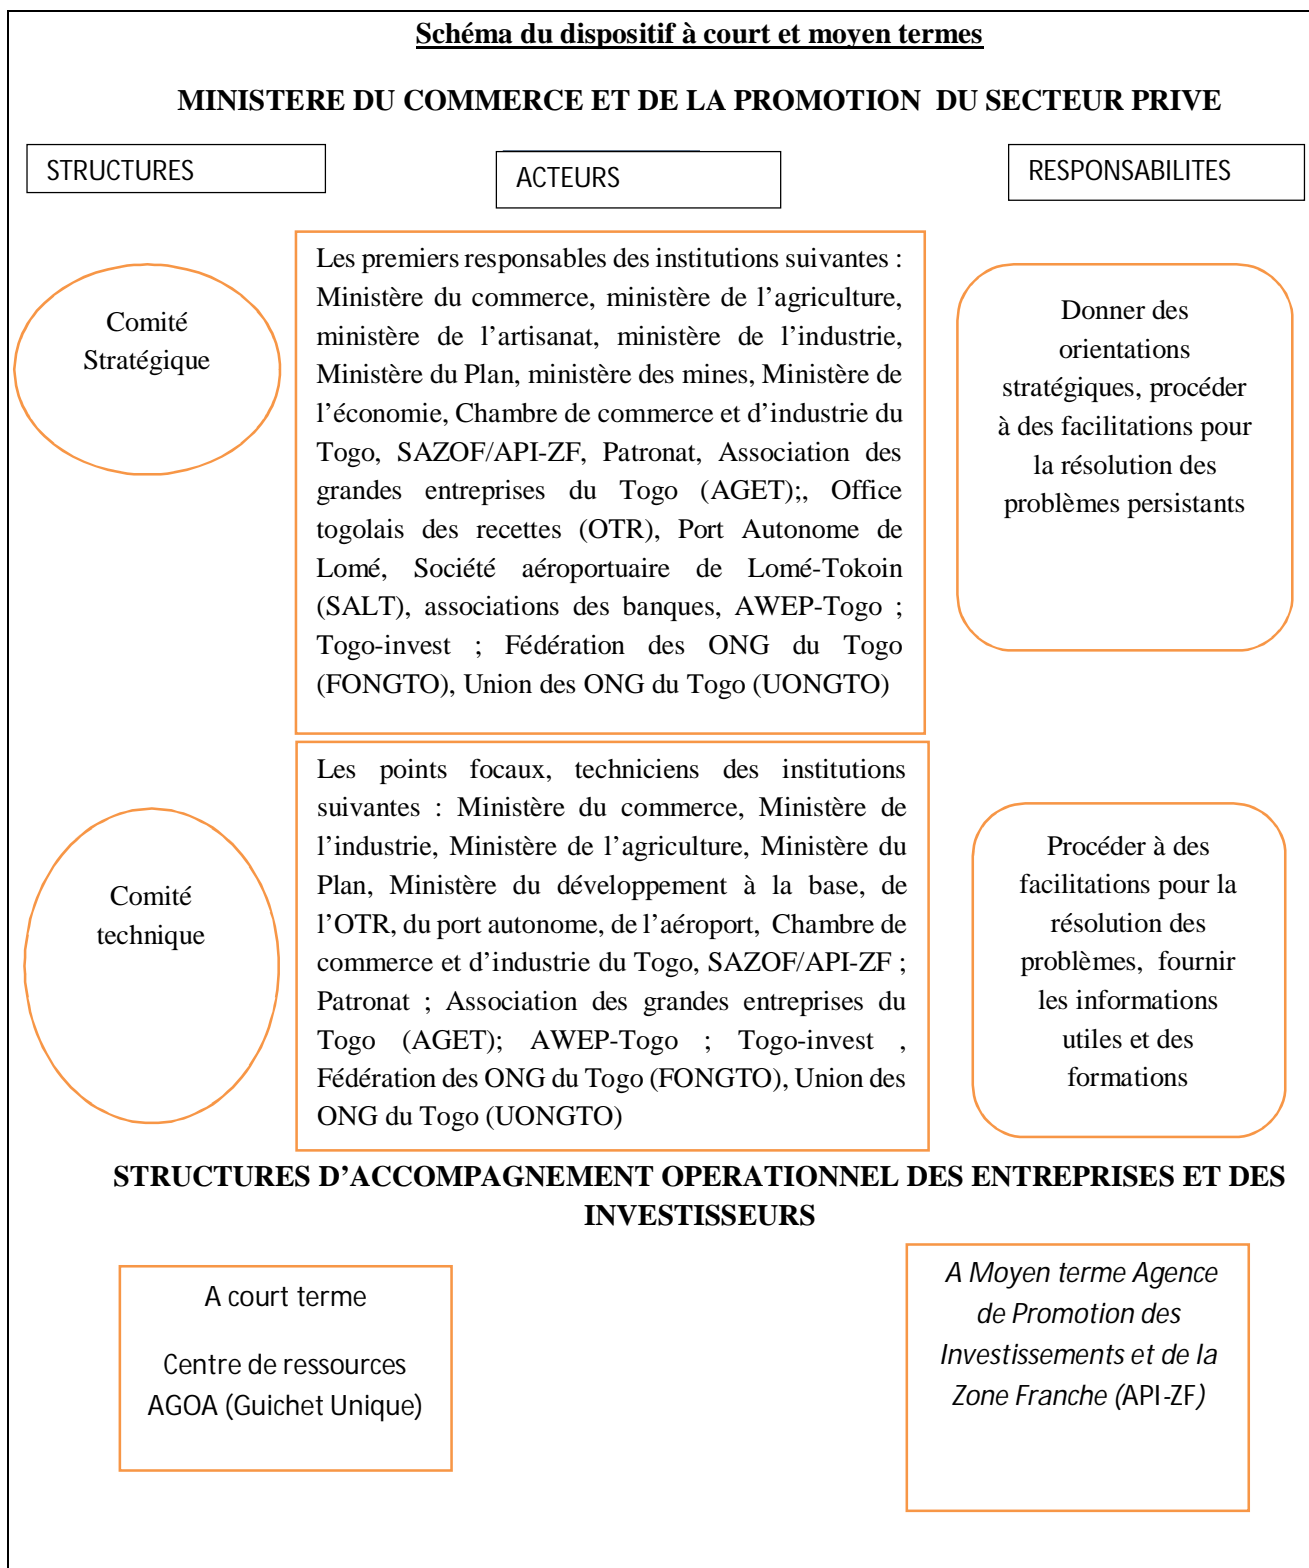 Schéma du dispositif à court et moyen termes
MINISTERE DU COMMERCE ET DE LA PROMOTION DU SECTEUR PRIVE
STRUCTURES
ACTEURS
RESPONSABILITES
Comité
Stratégique
Les premiers responsables des institutions suivantes :
Ministère du commerce, ministère de l’agriculture,
ministère de l’artisanat, ministère de l’industrie,
Ministère du Plan, ministère des mines, Ministère de
l’économie, Chambre de commerce et d’industrie du
Togo, SAZOF/API-ZF, Patronat, Association des
grandes entreprises du Togo (AGET);, Office
togolais des recettes (OTR), Port Autonome de
Lomé, Société aéroportuaire de Lomé-Tokoin
(SALT), associations des banques, AWEP-Togo ;
Togo-invest ; Fédération des ONG du Togo
(FONGTO), Union des ONG du Togo (UONGTO)
Donner des
orientations
stratégiques, procéder
à des facilitations pour
la résolution des
problèmes persistants
Comité
technique
Les points focaux, techniciens des institutions
suivantes : Ministère du commerce, Ministère de
l’industrie, Ministère de l’agriculture, Ministère du
Plan, Ministère du développement à la base, de
l’OTR, du port autonome, de l’aéroport, Chambre de
commerce et d’industrie du Togo, SAZOF/API-ZF ;
Patronat ; Association des grandes entreprises du
Togo (AGET); AWEP-Togo ; Togo-invest ,
Fédération des ONG du Togo (FONGTO), Union des
ONG du Togo (UONGTO)
Procéder à des
facilitations pour la
résolution des
problèmes, fournir
les informations
utiles et des
formations
STRUCTURES D’ACCOMPAGNEMENT OPERATIONNEL DES ENTREPRISES ET DES
INVESTISSEURS
A court terme
Centre de ressources
AGOA (Guichet Unique)
A Moyen terme Agence
de Promotion des
Investissements et de la
Zone Franche (API-ZF)